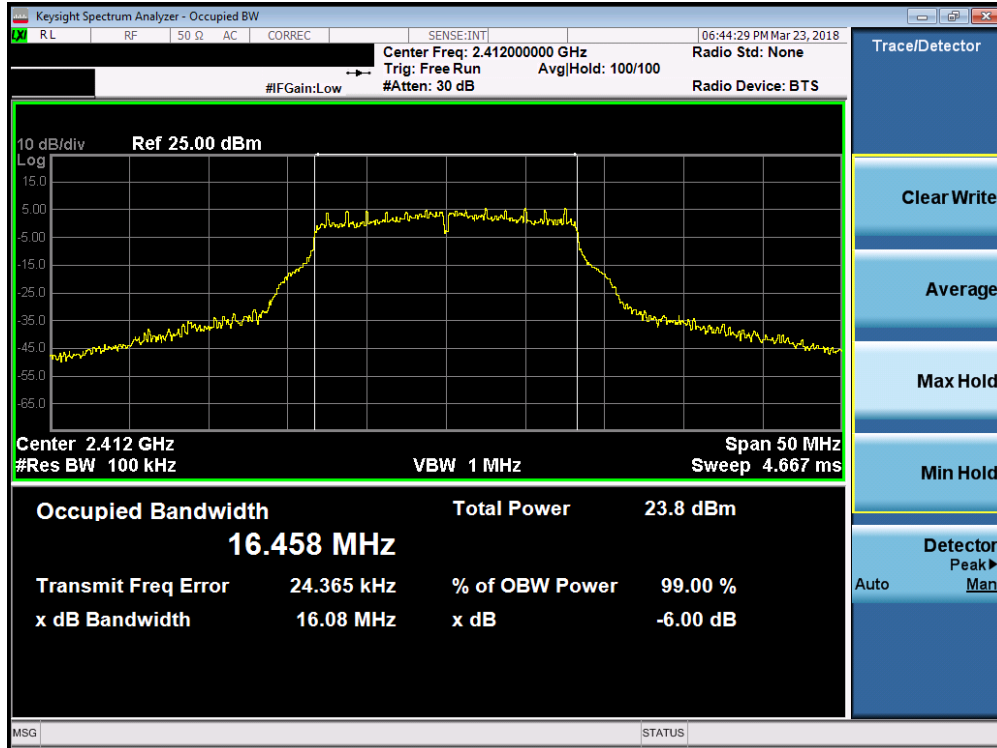 Keysight Spectrum Analyzer - Occupied BW
LXI RL RF 50 Ω AC CORREC SENSE:INT 06:44:29 PM Mar 23, 2018
Center Freq: 2.412000000 GHz Radio Std: None
Trig: Free Run Avg|Hold: 100/100
#IFGain:Low #Atten: 30 dB Radio Device: BTS
10 dB/div Ref 25.00 dBm
Log
15.0
5.00
-5.00
-15.0
-25.0
-35.0
-45.0
-55.0
-65.0
Center 2.412 GHz Span 50 MHz
#Res BW 100 kHz VBW 1 MHz Sweep 4.667 ms
Occupied Bandwidth Total Power 23.8 dBm
16.458 MHz
Transmit Freq Error 24.365 kHz % of OBW Power 99.00 %
x dB Bandwidth 16.08 MHz x dB -6.00 dB
MSG STATUS
Trace/Detector
Clear Write
Average
Max Hold
Min Hold
Detector
Peak▶
Auto Man